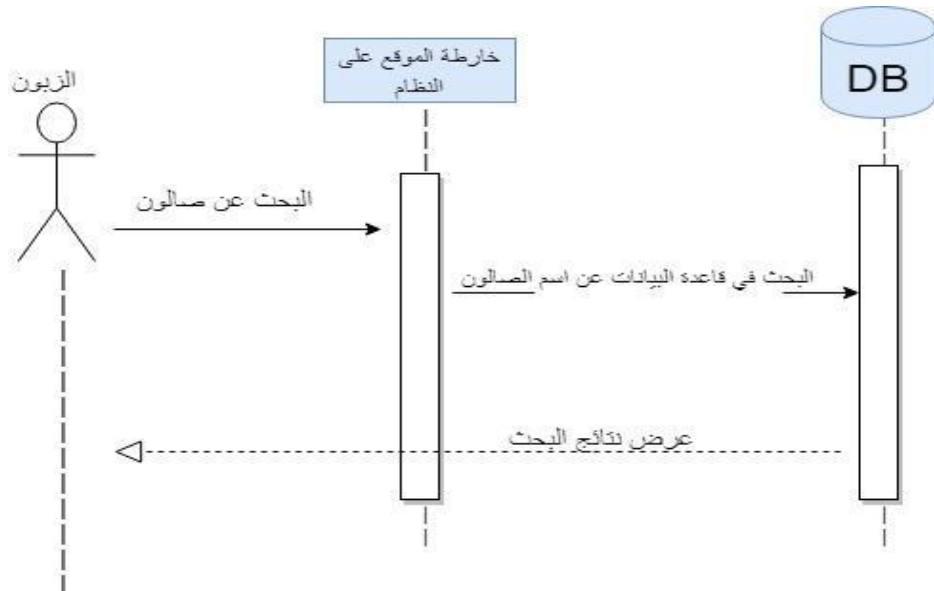 الزبون
خارطة الموقع على
النظام
DB
البحث عن صالون
البحث في قاعدة البيانات عن اسم الصالون
عرض نتائج البحث